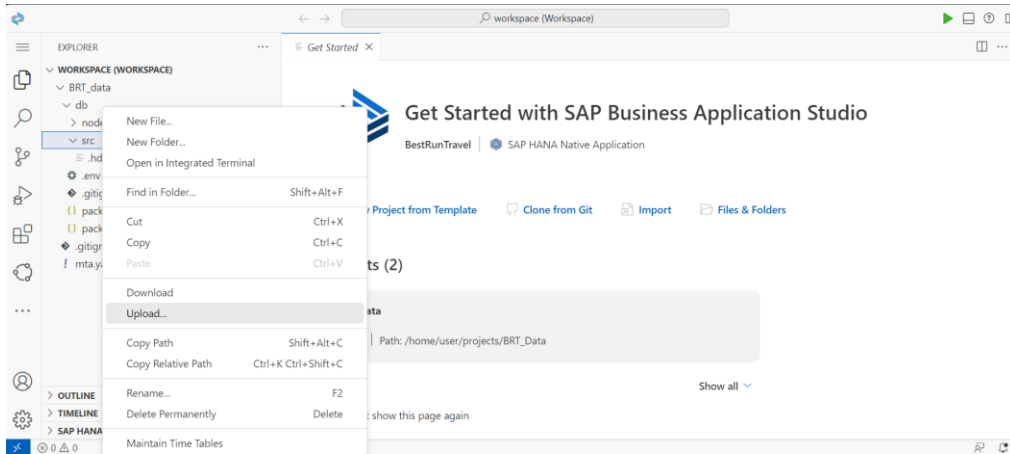 workspace (Workspace)
EXPLORER
Get Started
WORKSPACE (WORKSPACE)
BRT_data
db
node
src
.hd
.env
.gitig
{} pack
{} pack
.gitigr
! mta.ya
OUTLINE
TIMELINE
SAP HANA
0 0
New File...
New Folder...
Open in Integrated Terminal
Find in Folder... Shift+Alt+F
Cut Ctrl+X
Copy Ctrl+C
Paste Ctrl+V
Download
Upload...
Copy Path Shift+Alt+C
Copy Relative Path Ctrl+K Ctrl+Shift+C
Rename... F2
Delete Permanently Delete
Maintain Time Tables
Get Started with SAP Business Application Studio
BestRunTravel SAP HANA Native Application
Project from Template Clone from Git Import Files & Folders
ts (2)
ata
Path: /home/user/projects/BRT_Data
Show all
show this page again